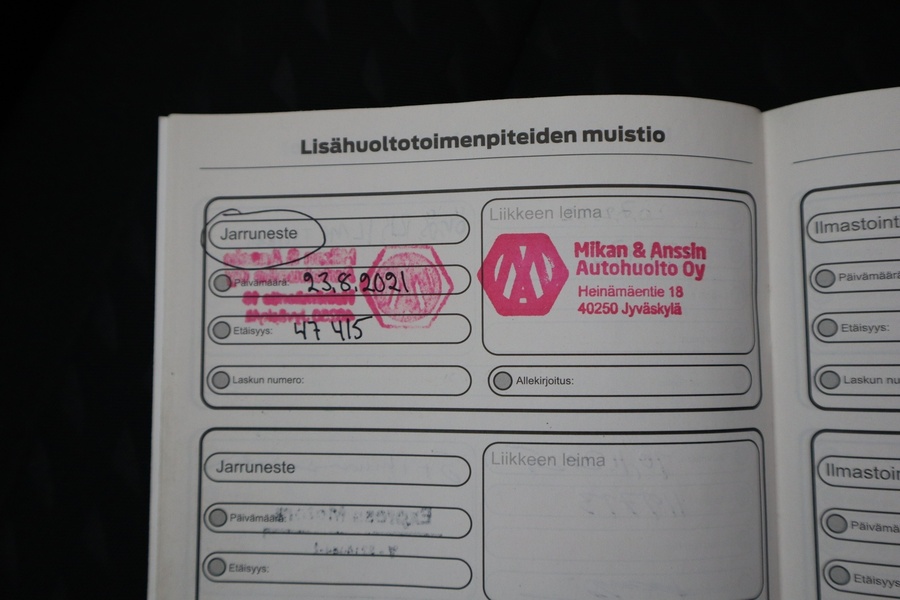 Lisähuoltotoimenpiteiden muistio
Jarruneste
Päivämäärä: 23.8.2021
Etäisyys: 47 415
Laskun numero:
Liikkeen leima
Mikan & Anssin
Autohuolto Oy
Heinämäentie 18
40250 Jyväskylä
Allekirjoitus:
Jarruneste
Päivämäärä:
Etäisyys:
Liikkeen leima
Ilmastoint
Päivämäärä
Etäisyys:
Laskun nu
Ilmastoin
Päivämä
Etäisyys